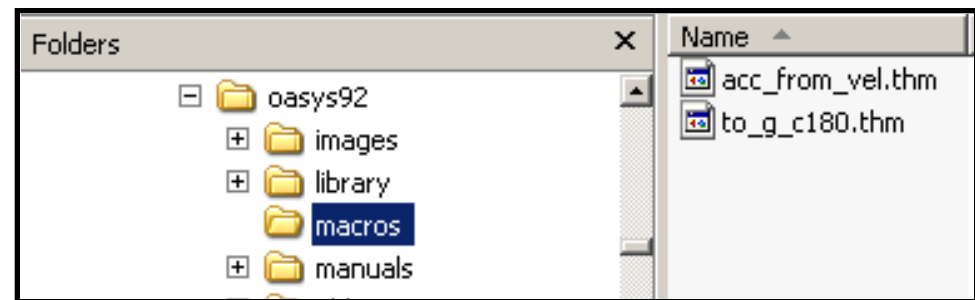 Folders
oasys92
images
library
macros
manuals
Name
acc_from_vel.thm
to_g_c180.thm